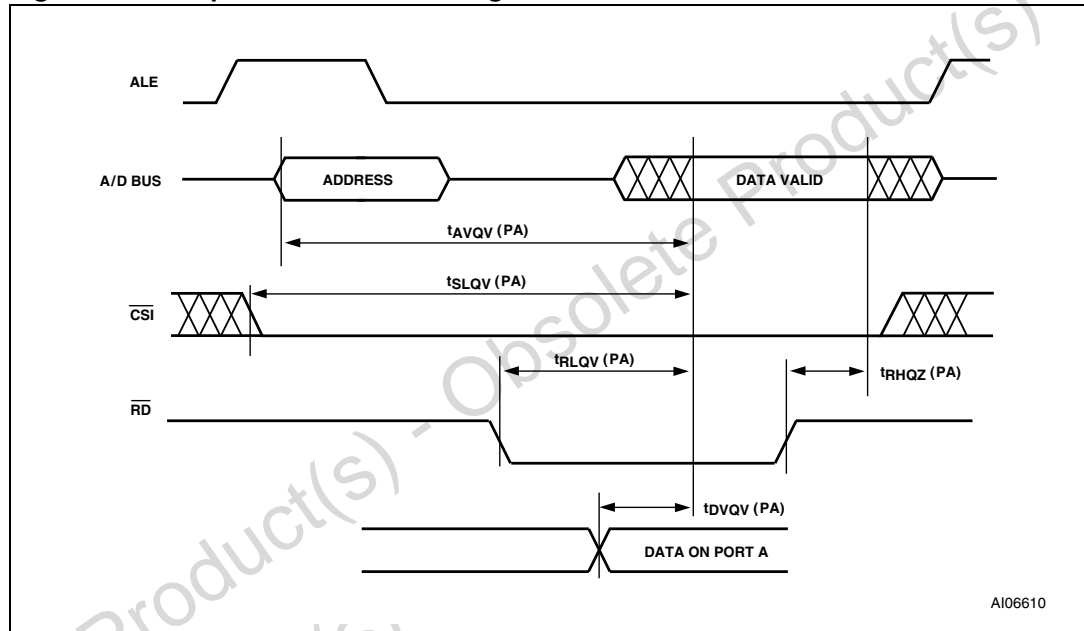 ALE
A/D BUS
ADDRESS
DATA VALID
tAVQV (PA)
tSLQV (PA)
CSI
tRLQV (PA)
tRHQZ (PA)
RD
tDVQV (PA)
DATA ON PORT A
AI06610
Product(s) - Obsolete Product(s)